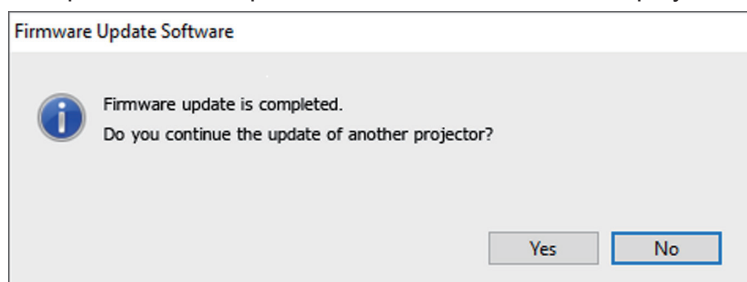 Firmware Update Software
Firmware update is completed.
Do you continue the update of another projector?
Yes
No